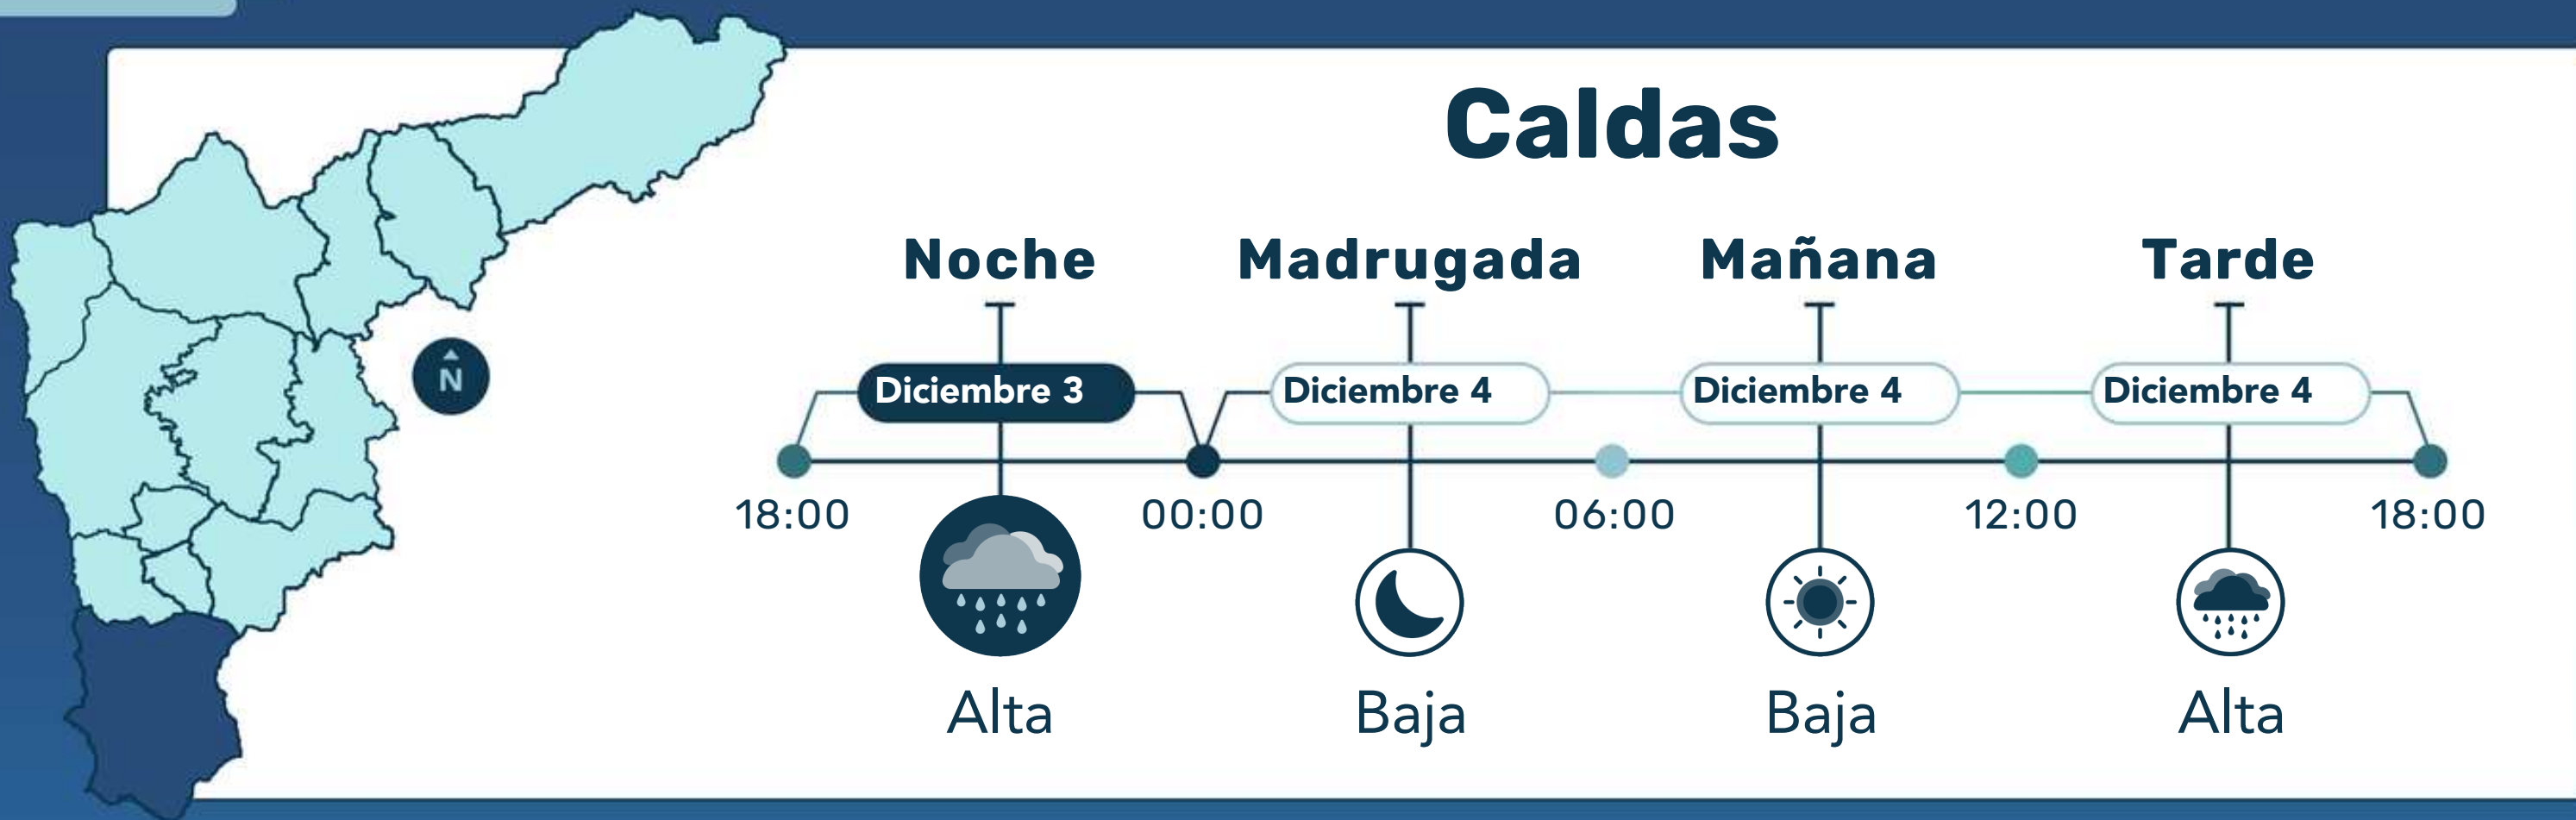 Caldas
Noche Madrugada Mañana Tarde
N
Diciembre 3 Diciembre 4 Diciembre 4 Diciembre 4
18:00 00:00 06:00 12:00 18:00
Alta Baja Baja Alta